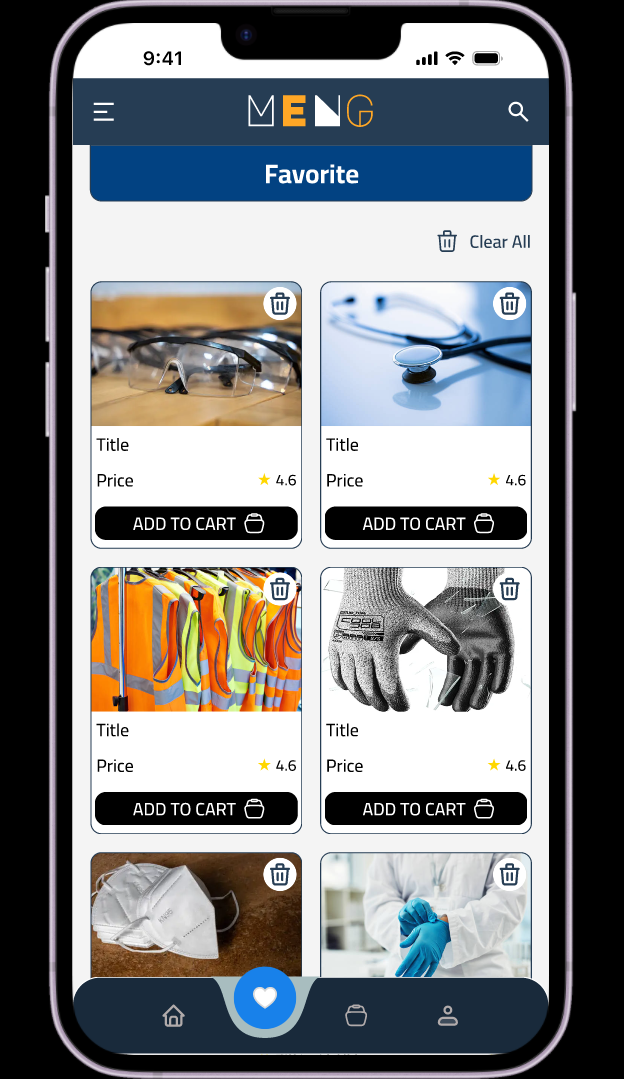 9:41
MENG
Favorite
Clear All
Title
Price
4.6
ADD TO CART
Title
Price
4.6
ADD TO CART
Title
Price
4.6
ADD TO CART
Title
Price
4.6
ADD TO CART
KN95